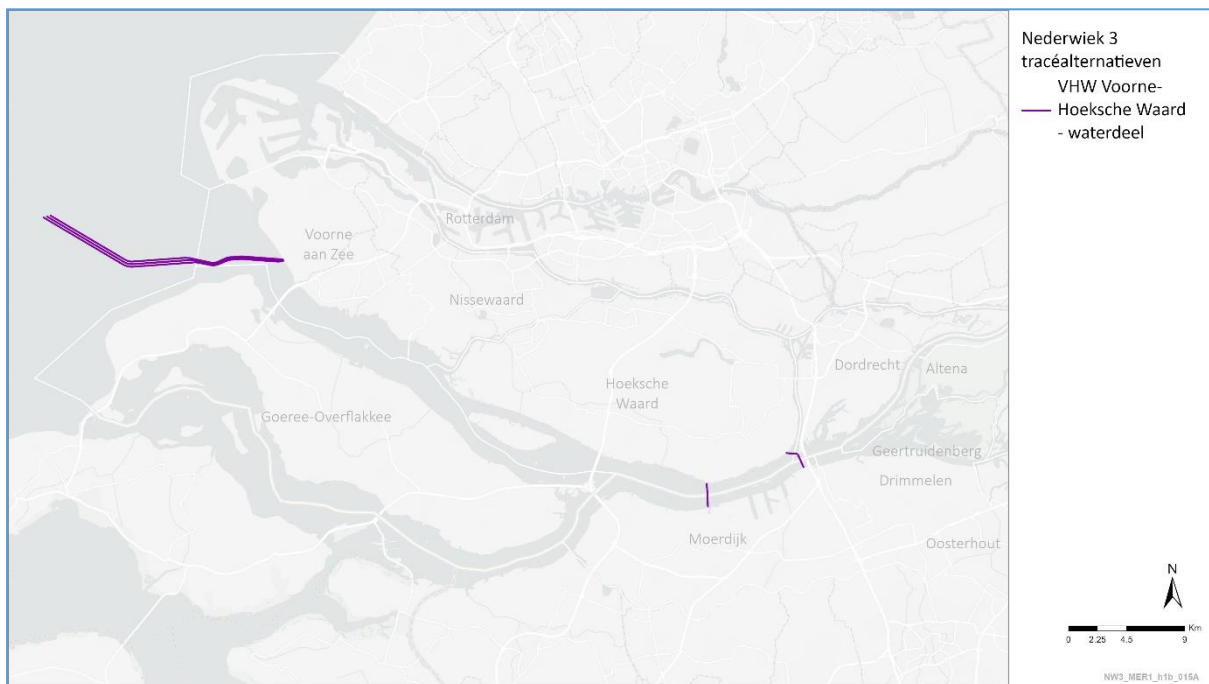 Nederwiek 3
tracéalternatieven
VHW Voorne-
Hoeksche Waard
- waterdeel
Rotterdam
Voorne
aan Zee
Nissewaard
Hoeksche
Waard
Dordrecht
Altena
Goeree-Overflakkee
Geertruidenberg
Drimmelen
Moerdijk
Oosterhout
N
Km
0 2.25 4.5 9
NW3_MER1_h1b_015A